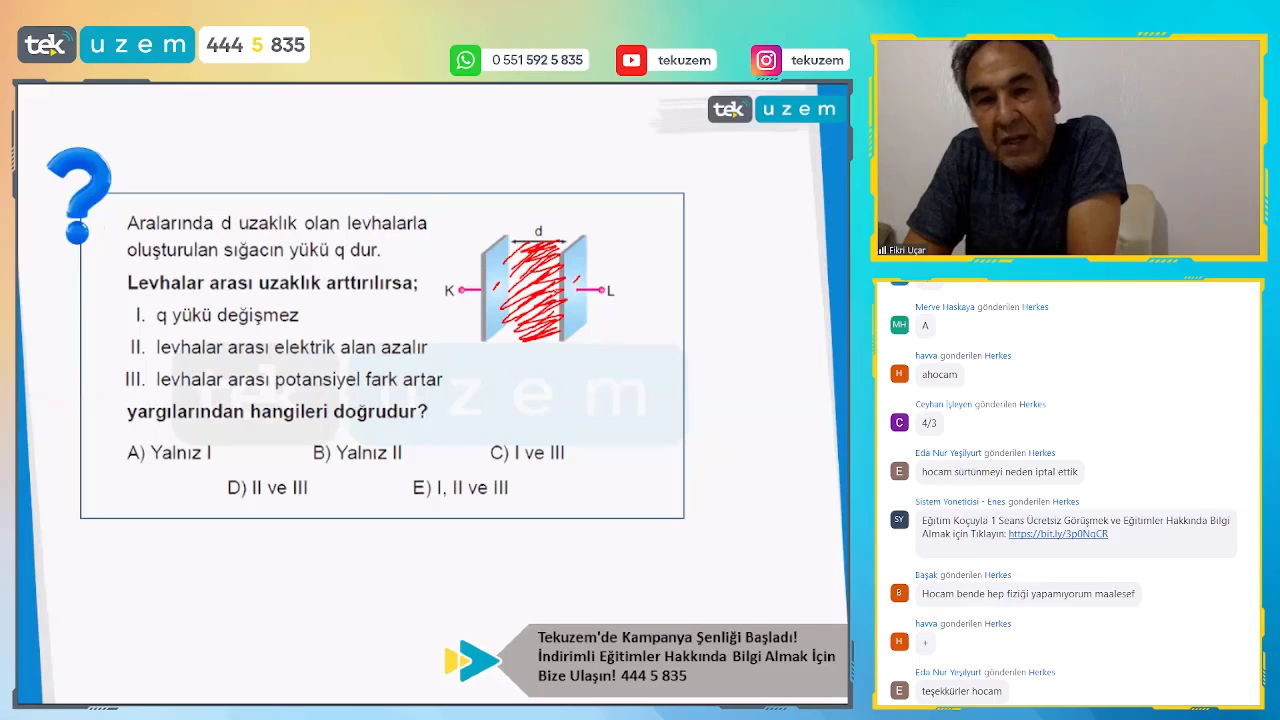 tek uzem 444 5 835
0 551 592 5 835
tekuzem
tekuzem
tek uzem
Aralarında d uzaklık olan levhalarla
oluşturulan sığacın yükü q dur.
Levhalar arası uzaklık arttırılırsa;
I. q yükü değişmez
II. levhalar arası elektrik alan azalır
III. levhalar arası potansiyel fark artar
yargılarından hangileri doğrudur?
A) Yalnız I B) Yalnız II C) I ve III
D) II ve III E) I, II ve III
d
K
L
tek uzem
Tekuzem'de Kampanya Şenliği Başladı!
İndirimli Eğitimler Hakkında Bilgi Almak İçin
Bize Ulaşın! 444 5 835
Fikri Uçar
Merve Haskaya gönderilen Herkes
MH A
havva gönderilen Herkes
H ahocam
Ceyhan İşleyen gönderilen Herkes
C 4/3
Eda Nur Yeşilyurt gönderilen Herkes
E hocam sürtünmeyi neden iptal ettik
Sistem Yoneticisi - Enes gönderilen Herkes
SY Eğitim Koçuyla 1 Seans Ücretsiz Görüşmek ve Eğitimler Hakkında Bilgi
Almak için Tıklayın: https://bit.ly/3p0NqCR
Başak gönderilen Herkes
B Hocam bende hep fiziği yapamıyorum maalesef
havva gönderilen Herkes
H +
Eda Nur Yeşilyurt gönderilen Herkes
E teşekkürler hocam